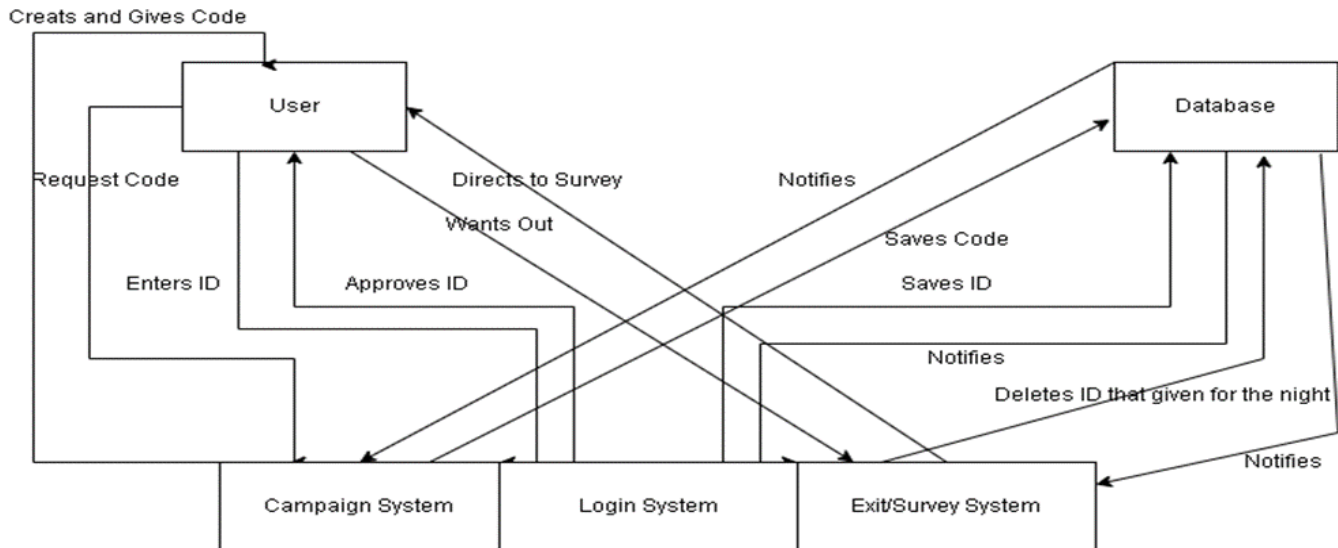 Creats and Gives Code
User
Database
Request Code
Directs to Survey
Notifies
Wants Out
Saves Code
Enters ID
Approves ID
Saves ID
Notifies
Deletes ID that given for the night
Notifies
Campaign System
Login System
Exit/Survey System